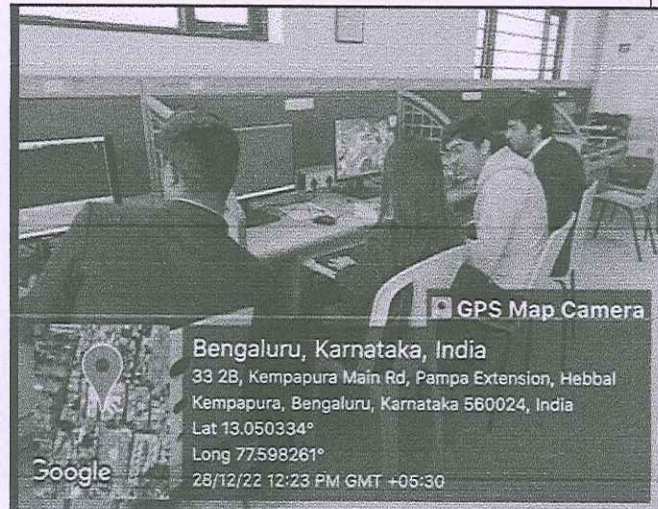 GPS Map Camera
Bengaluru, Karnataka, India
33 2B, Kempapura Main Rd, Pampa Extension, Hebbal
Kempapura, Bengaluru, Karnataka 560024, India
Lat 13.050334°
Long 77.598261°
28/12/22 12:23 PM GMT +05:30
Google